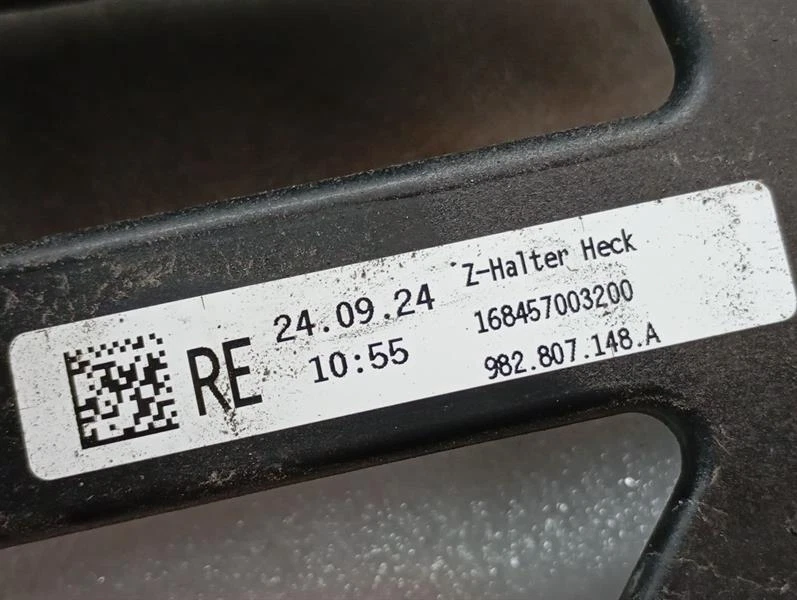 RE
24.09.24
10:55
Z-Halter Heck
168457003200
982.807.148.A